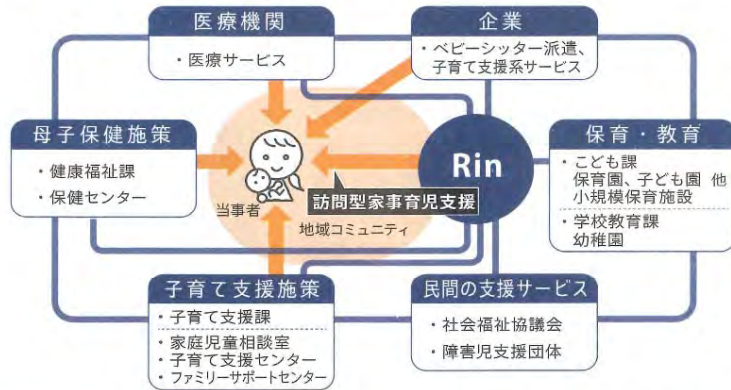 医療機関
・医療サービス
企業
・ベビーシッター派遣、
子育て支援系サービス
母子保健施策
・健康福祉課
・保健センター
当事者
訪問型家事育児支援
地域コミュニティ
Rin
保育・教育
・こども課
保育園、子ども園 他
小規模保育施設
・学校教育課
幼稚園
子育て支援施策
・子育て支援課
・家庭児童相談室
・子育て支援センター
・ファミリーサポートセンター
民間の支援サービス
・社会福祉協議会
・障害児支援団体